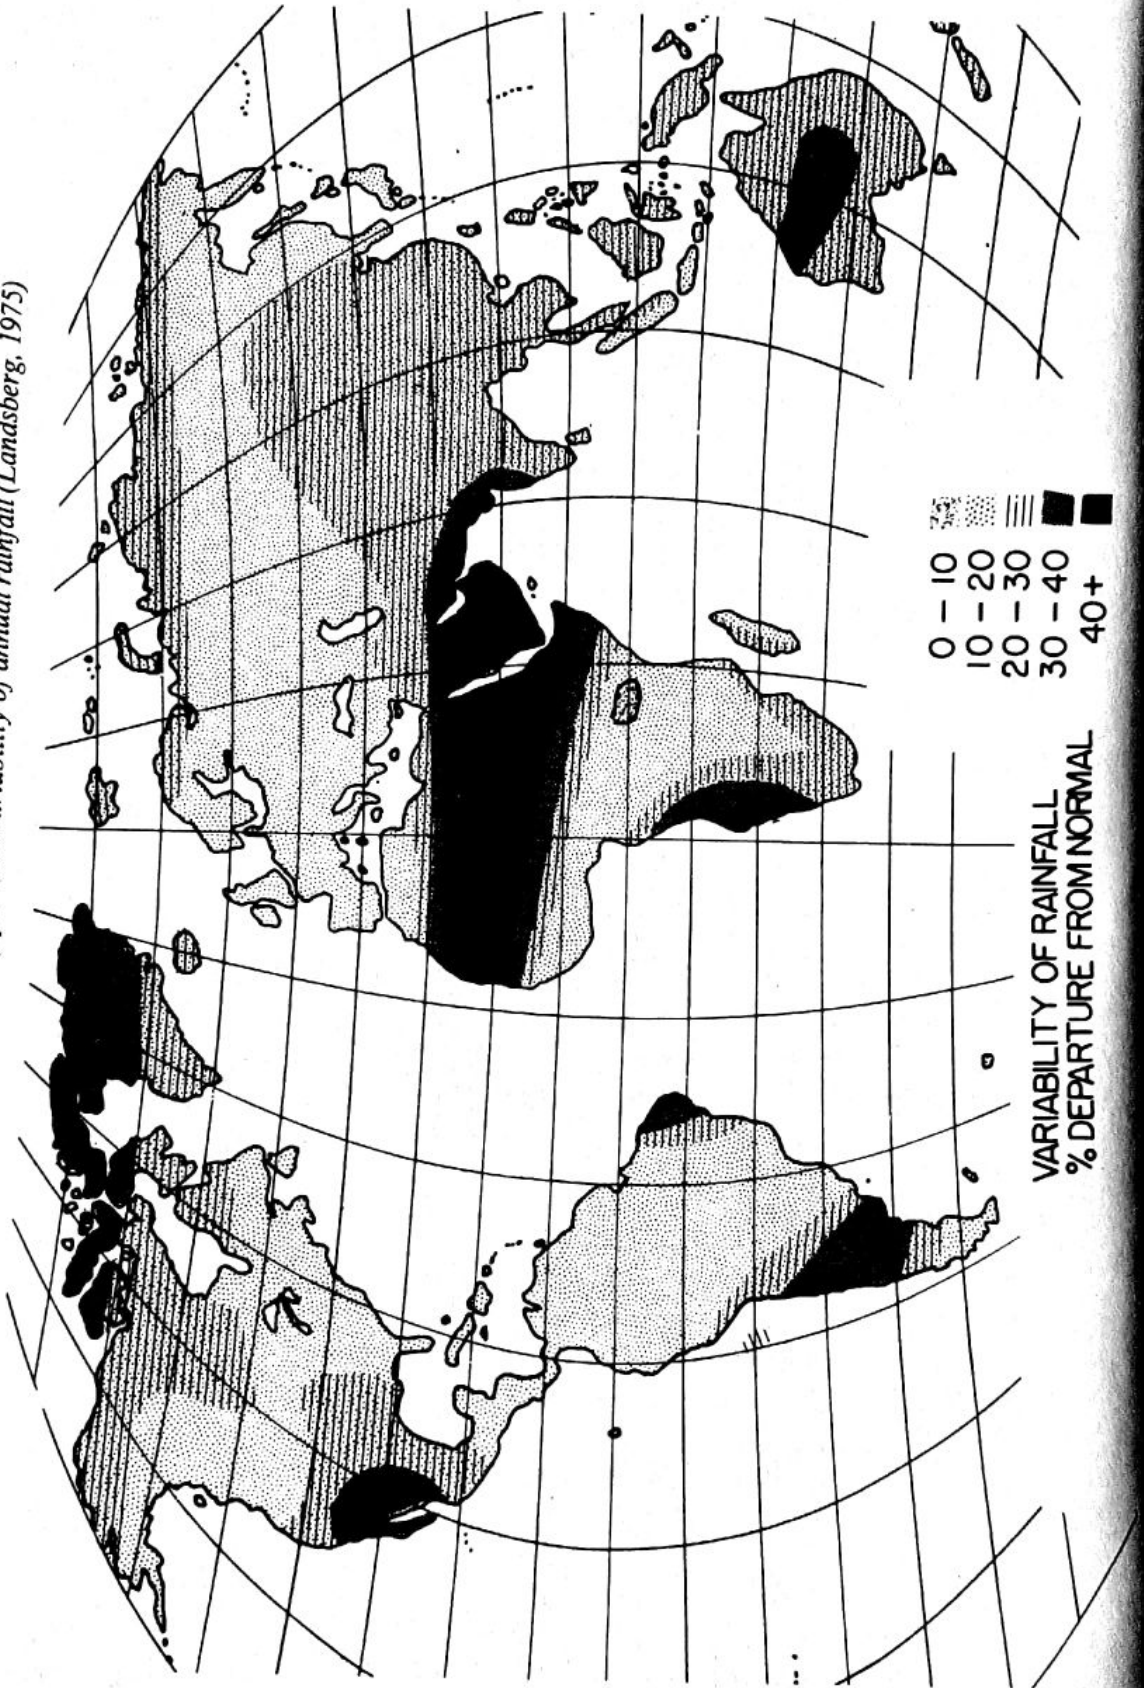 variability of annual rainfall (Landsberg, 1975)
VARIABILITY OF RAINFALL
% DEPARTURE FROM NORMAL
0 – 10
10 – 20
20 – 30
30 – 40
40+